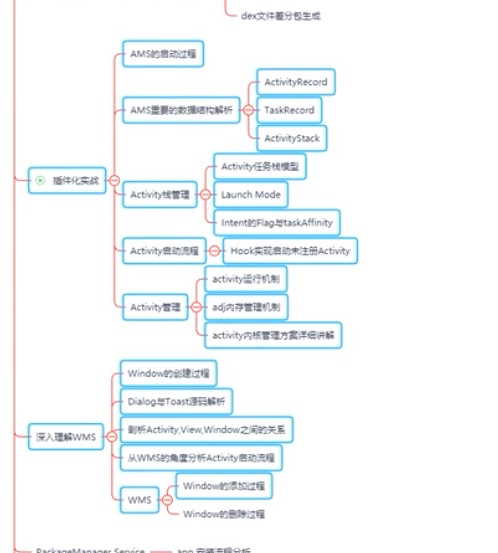 dex文件差分包生成
AMS的启动过程
AMS重要的数据结构解析
ActivityRecord
TaskRecord
ActivityStack
插件化实战
Activity栈管理
Activity任务栈模型
Launch Mode
Intent的Flag与taskAffinity
Activity启动流程
Hook实现启动未注册Activity
Activity管理
activity运行机制
adj内存管理机制
activity内核管理方案详细讲解
深入理解WMS
Window的创建过程
Dialog与Toast源码解析
剖析Activity,View,Window之间的关系
从WMS的角度分析Activity启动流程
WMS
Window的添加过程
Window的删除过程
PackageManager Service
app 安装流程分析